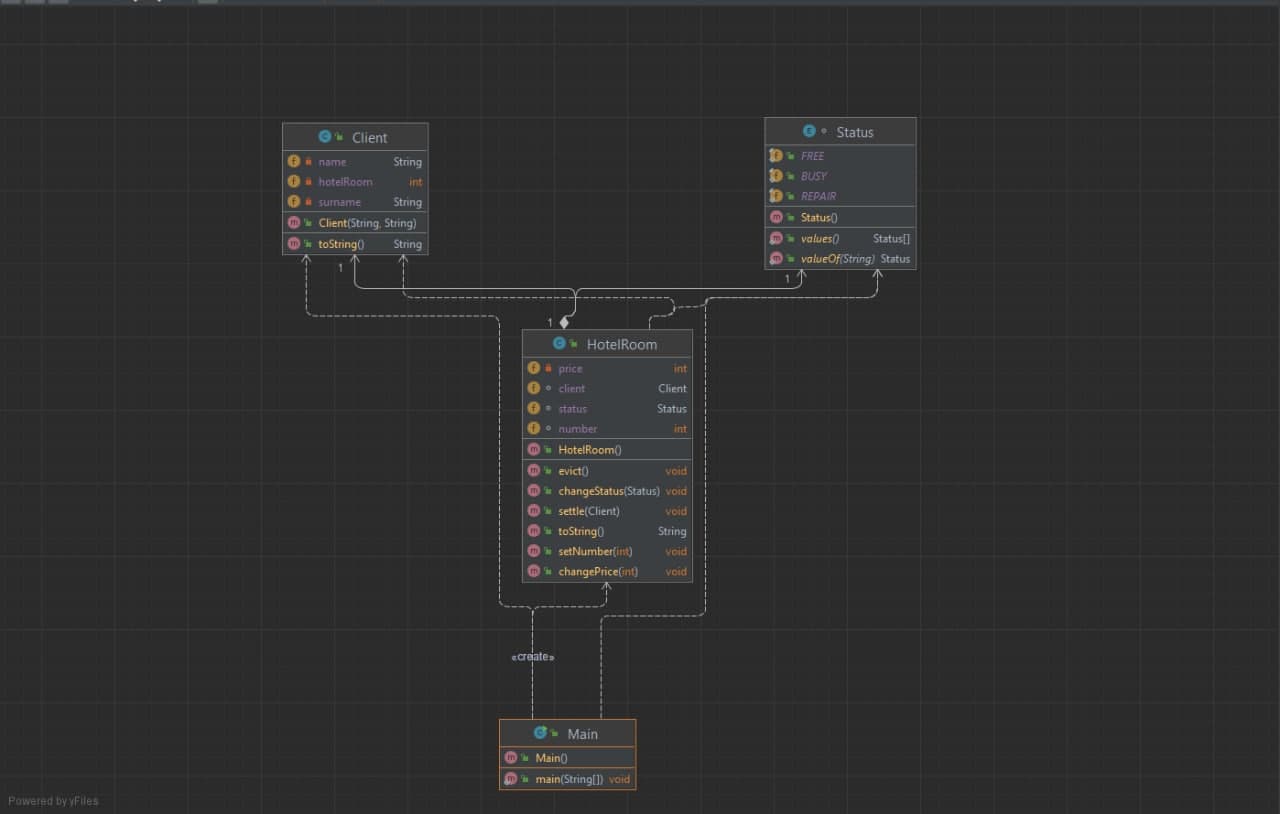 Client
name String
hotelRoom int
surname String
Client(String, String)
toString() String
Status
FREE
BUSY
REPAIR
Status()
values() Status[]
valueOf(String) Status
1
1
1
HotelRoom
price int
client Client
status Status
number int
HotelRoom()
evict() void
changeStatus(Status) void
settle(Client) void
toString() String
setNumber(int) void
changePrice(int) void
«create»
Main
Main()
main(String[]) void
Powered by yFiles